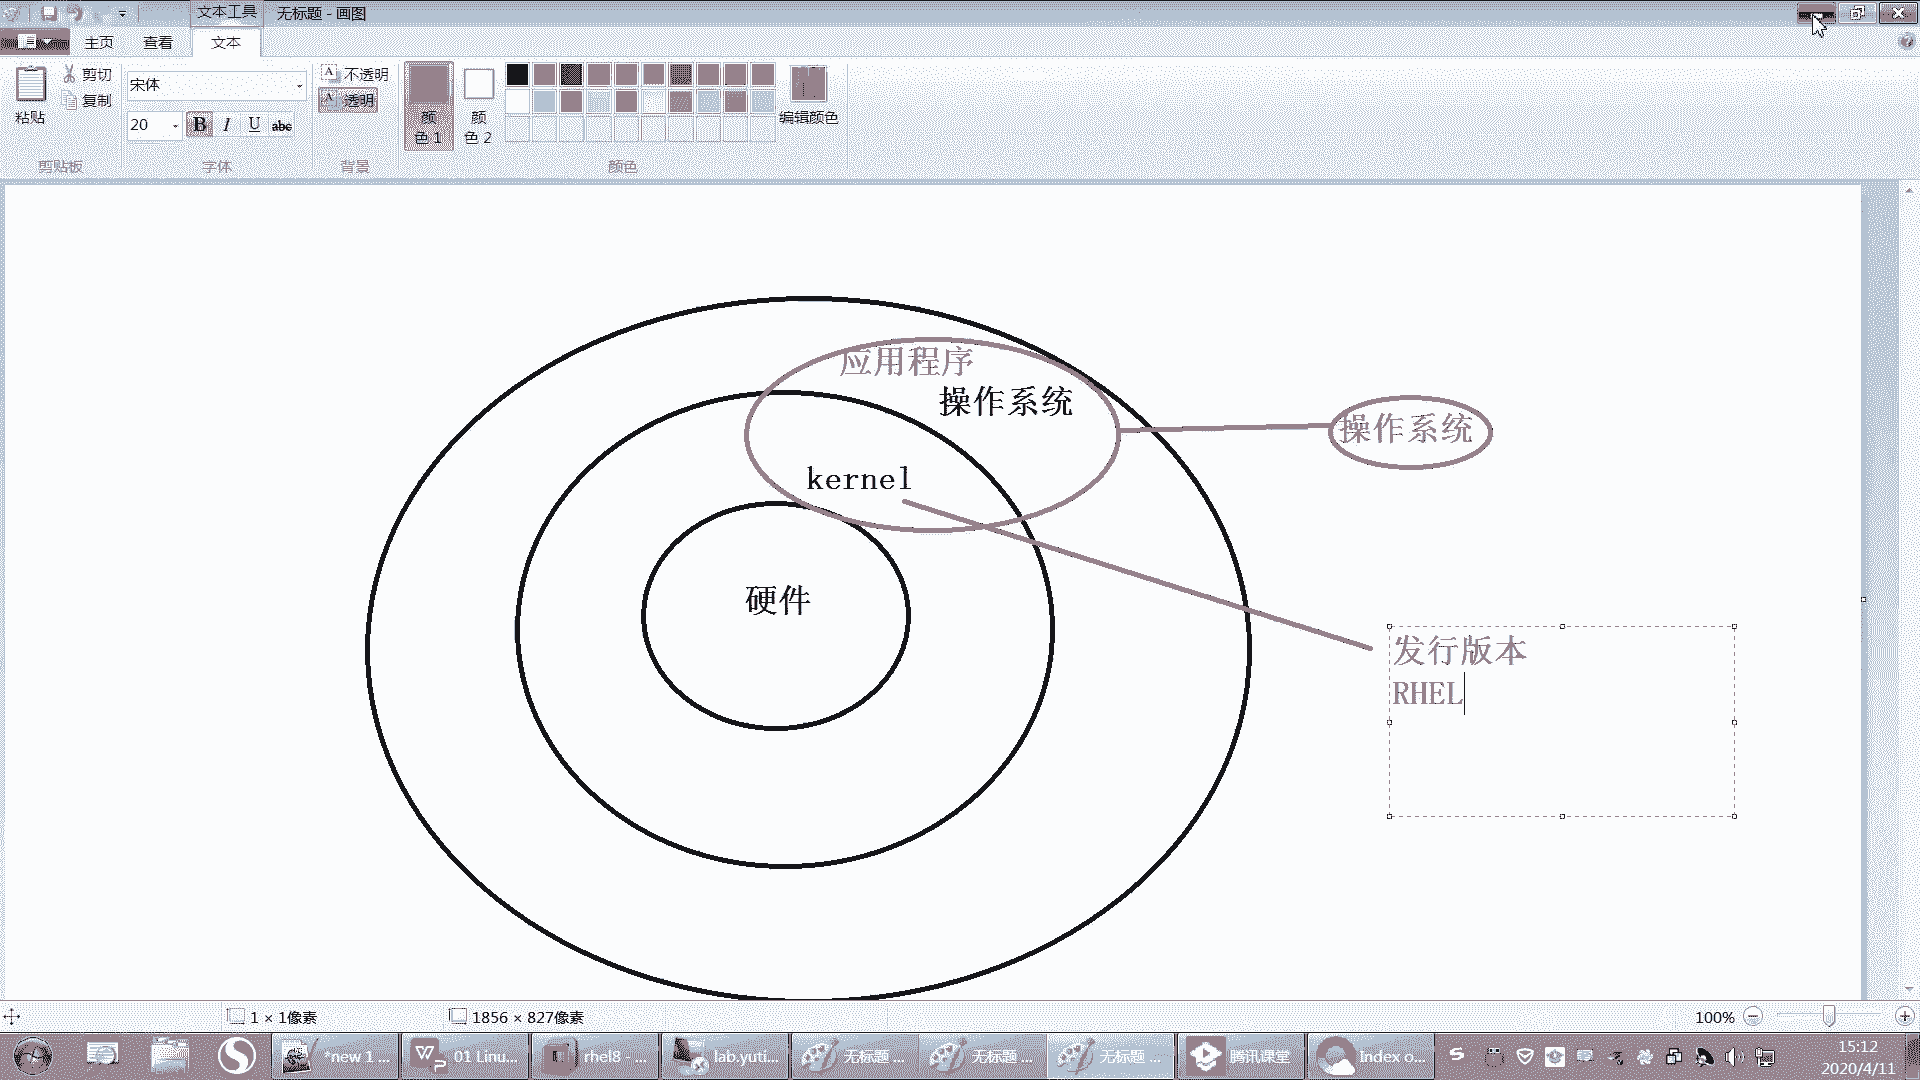 文本工具
无标题 - 画图
主页
查看
文本
粘贴
剪切
复制
剪贴板
宋体
20
B I U abc
字体
A 不透明
A 透明
背景
颜色 1
颜色 2
编辑颜色
颜色
应用程序
操作系统
操作系统
kernel
硬件
发行版本
RHEL
1 × 1像素
1856 × 827像素
100%
*new 1 ...
01 Linu...
rhel8 - ...
lab.yuti...
无标题 ...
无标题 ...
无标题 ...
腾讯课堂
Index o...
15:12
2020/4/11